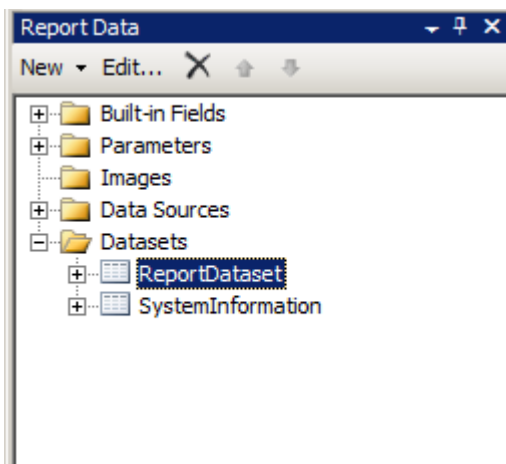 Report Data
New Edit...
Built-in Fields
Parameters
Images
Data Sources
Datasets
ReportDataset
SystemInformation